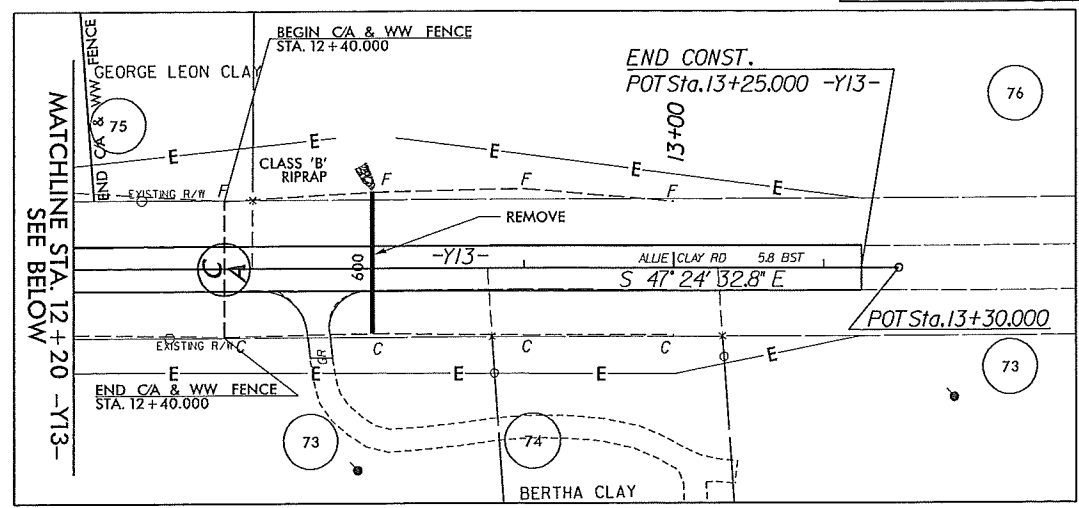 BEGIN C/A & WW FENCE
STA. 12+40.000
END C/A & WW FENCE
GEORGE LEON CLAY
75
END CONST.
POT Sta. 13+25.000 -Y13-
13+00
76
MATCHLINE STA. 12+20 -Y13-
SEE BELOW
E
E
E
E
E
CLASS 'B'
RIPRAP
EXISTING R/W
F
F
F
F
REMOVE
C
A
600
-Y13-
ALLIE CLAY RD
5.8 BST
S 47° 24' 32.8" E
POT Sta. 13+30.000
EXISTING R/W
C
C
C
C
GR
E
E
E
E
E
END C/A & WW FENCE
STA. 12+40.000
73
73
74
BERTHA CLAY